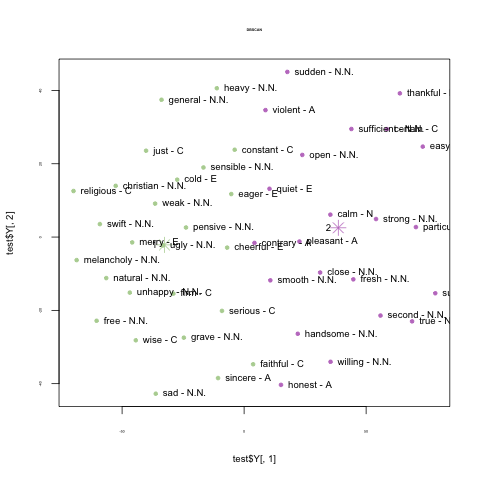 DBSCAN
sudden - N.N.
heavy - N.N.
thankful -
general - N.N.
violent - A
sufficient - N.N.
certain - C
easy
just - C
constant - C
open - N.N.
sensible - N.N.
cold - E
christian - N.N.
religious - C
quiet - E
eager - E
weak - N.N.
calm - N
strong - N.N.
swift - N.N.
pensive - N.N.
2
particu
merry - E
ugly - N.N.
contrary - A
pleasant - A
cheerful - E
melancholy - N.N.
close - N.N.
natural - N.N.
smooth - N.N.
fresh - N.N.
unhappy - N.N.
firm - C
su
serious - C
second - N.N.
free - N.N.
true - N
handsome - N.N.
wise - C
grave - N.N.
faithful - C
willing - N.N.
sincere - A
honest - A
sad - N.N.
test$Y[, 2]
test$Y[, 1]